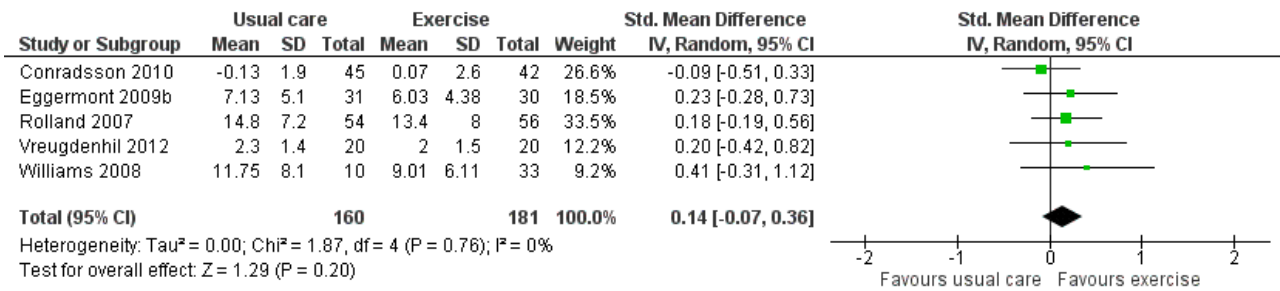 Usual care Exercise Std. Mean Difference Std. Mean Difference
Study or Subgroup Mean SD Total Mean SD Total Weight IV, Random, 95% CI IV, Random, 95% CI
Conradsson 2010 -0.13 1.9 45 0.07 2.6 42 26.6% -0.09 [-0.51, 0.33]
Eggermont 2009b 7.13 5.1 31 6.03 4.38 30 18.5% 0.23 [-0.28, 0.73]
Rolland 2007 14.8 7.2 54 13.4 8 56 33.5% 0.18 [-0.19, 0.56]
Vreugdenhil 2012 2.3 1.4 20 2 1.5 20 12.2% 0.20 [-0.42, 0.82]
Williams 2008 11.75 8.1 10 9.01 6.11 33 9.2% 0.41 [-0.31, 1.12]
Total (95% CI) 160 181 100.0% 0.14 [-0.07, 0.36]
Heterogeneity: Tau² = 0.00; Chi² = 1.87, df = 4 (P = 0.76); I² = 0%
Test for overall effect: Z = 1.29 (P = 0.20)
-2 -1 0 1 2
Favours usual care Favours exercise